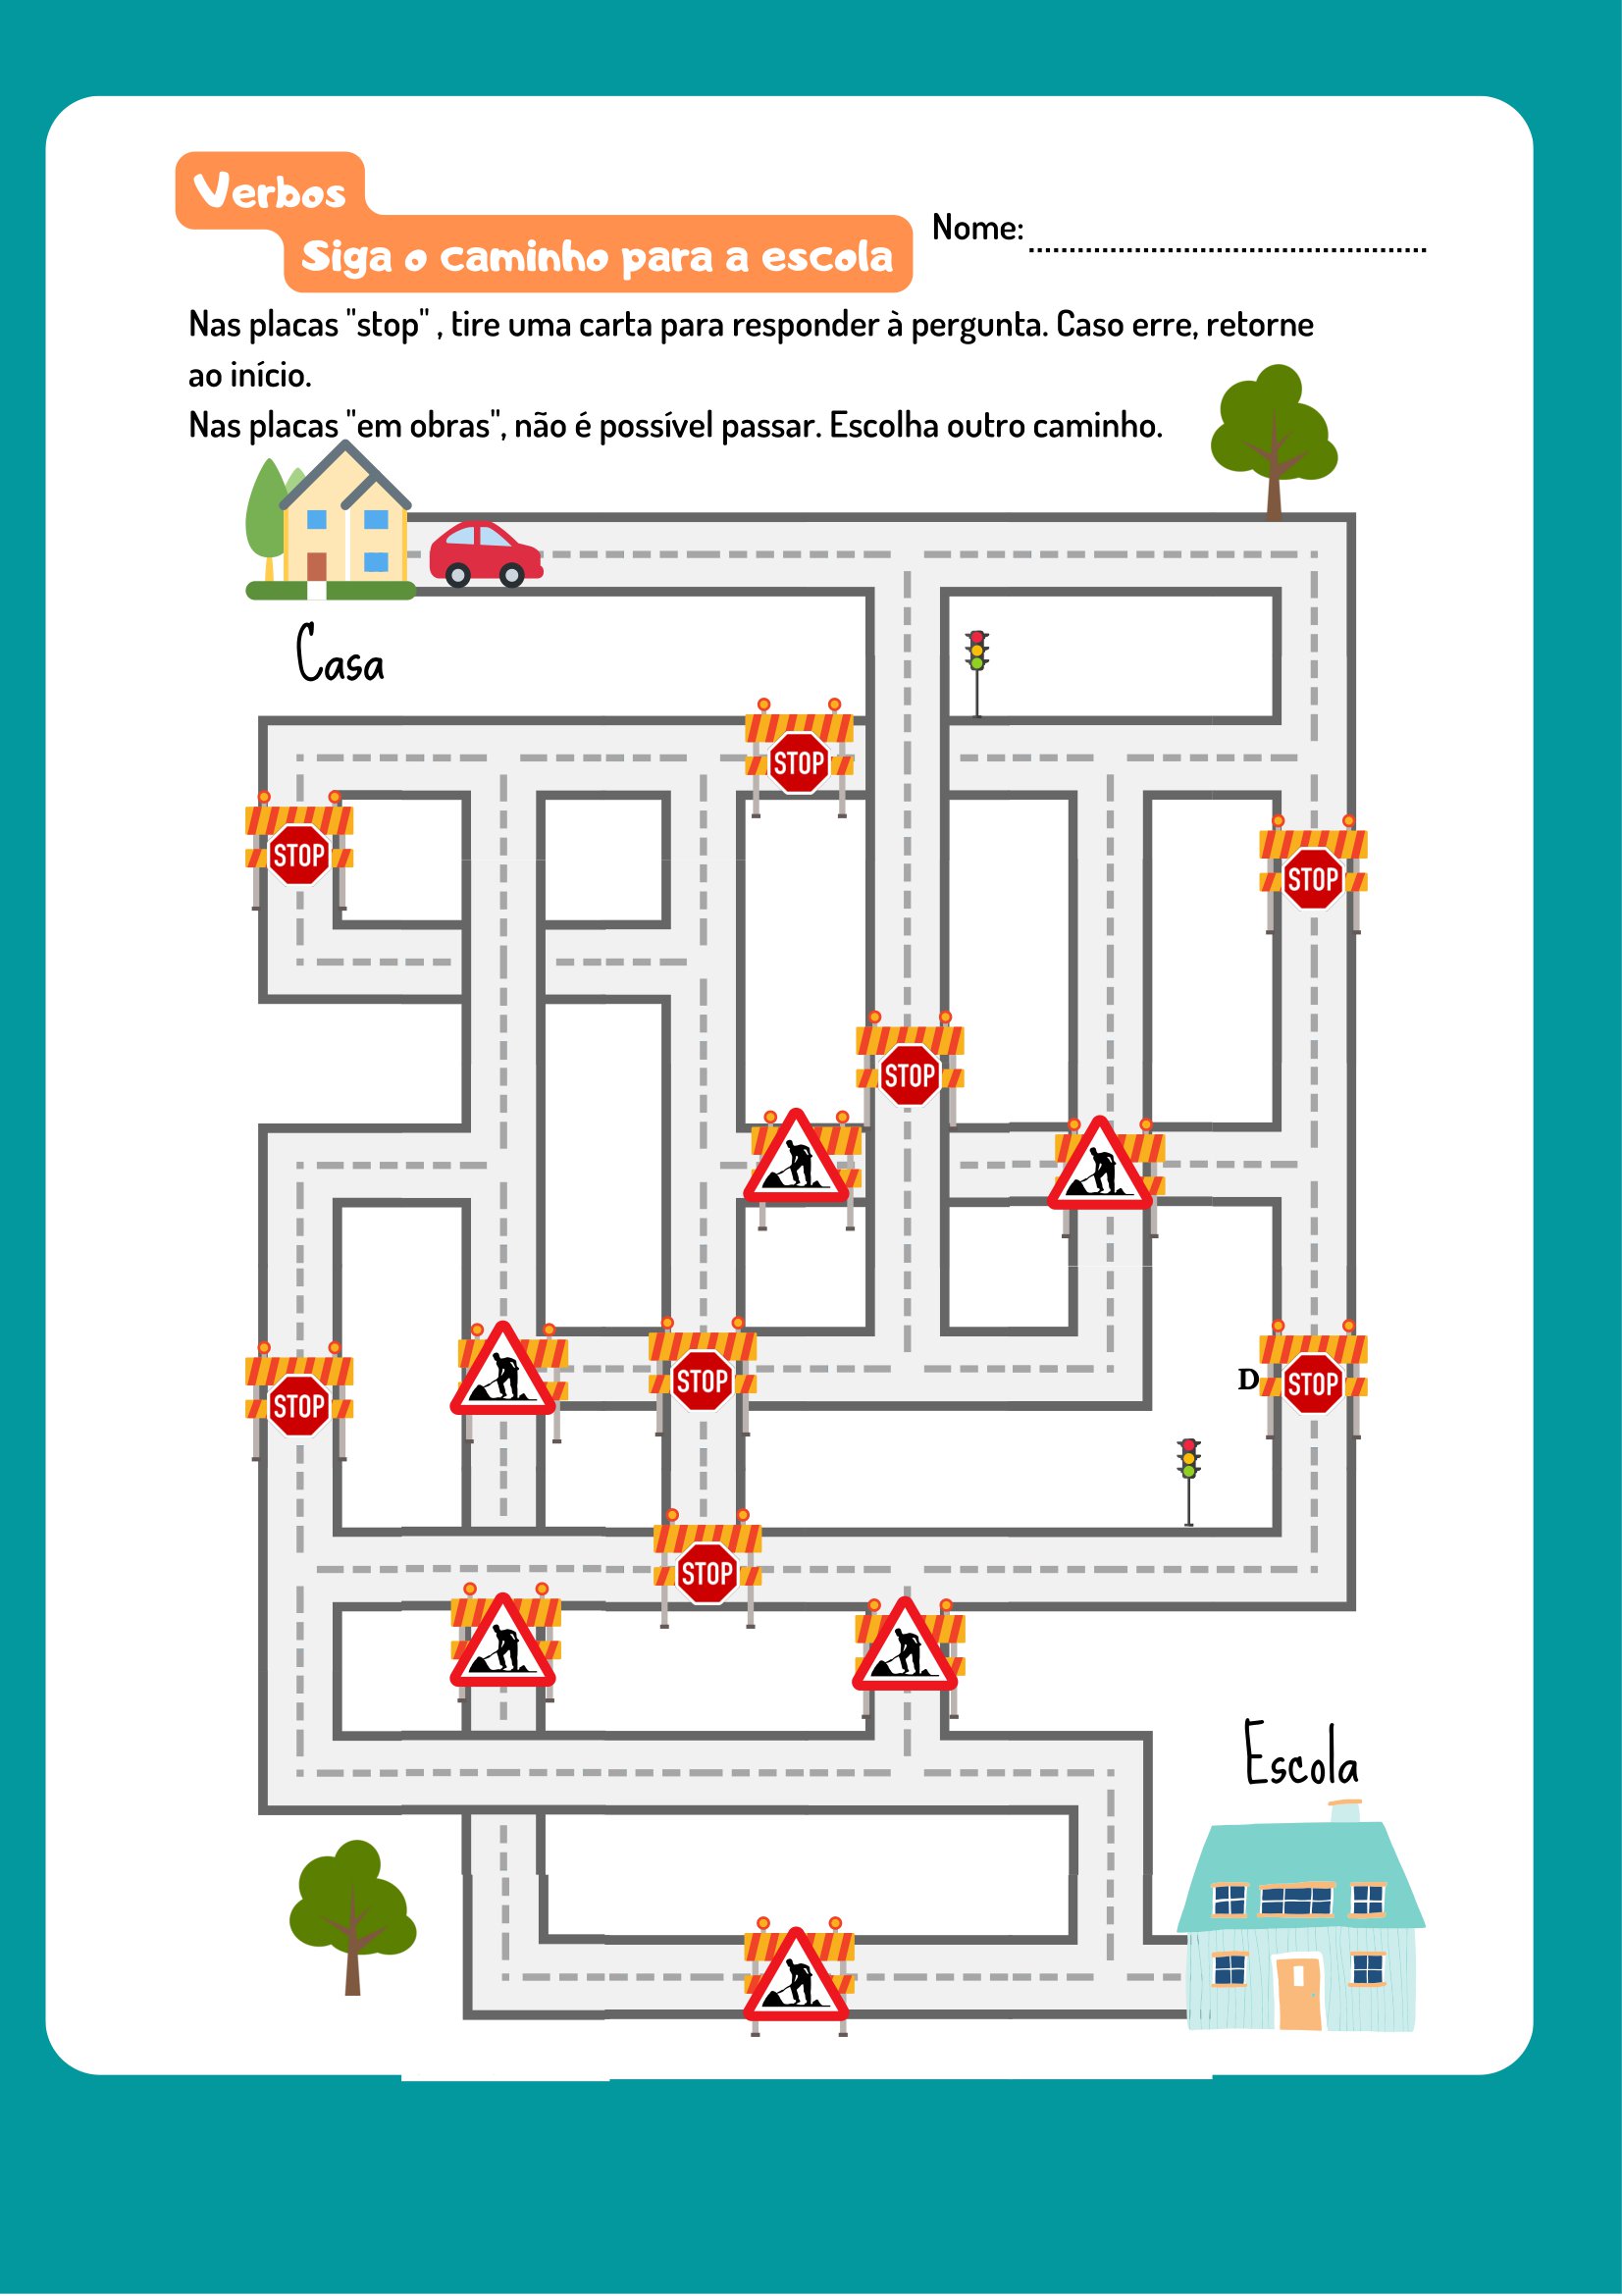 Verbos
Siga o caminho para a escola
Nome:
Nas placas "stop" , tire uma carta para responder à pergunta. Caso erre, retorne
ao início.
Nas placas "em obras", não é possível passar. Escolha outro caminho.
Casa
STOP
STOP
STOP
STOP
STOP
STOP
D
STOP
STOP
Escola